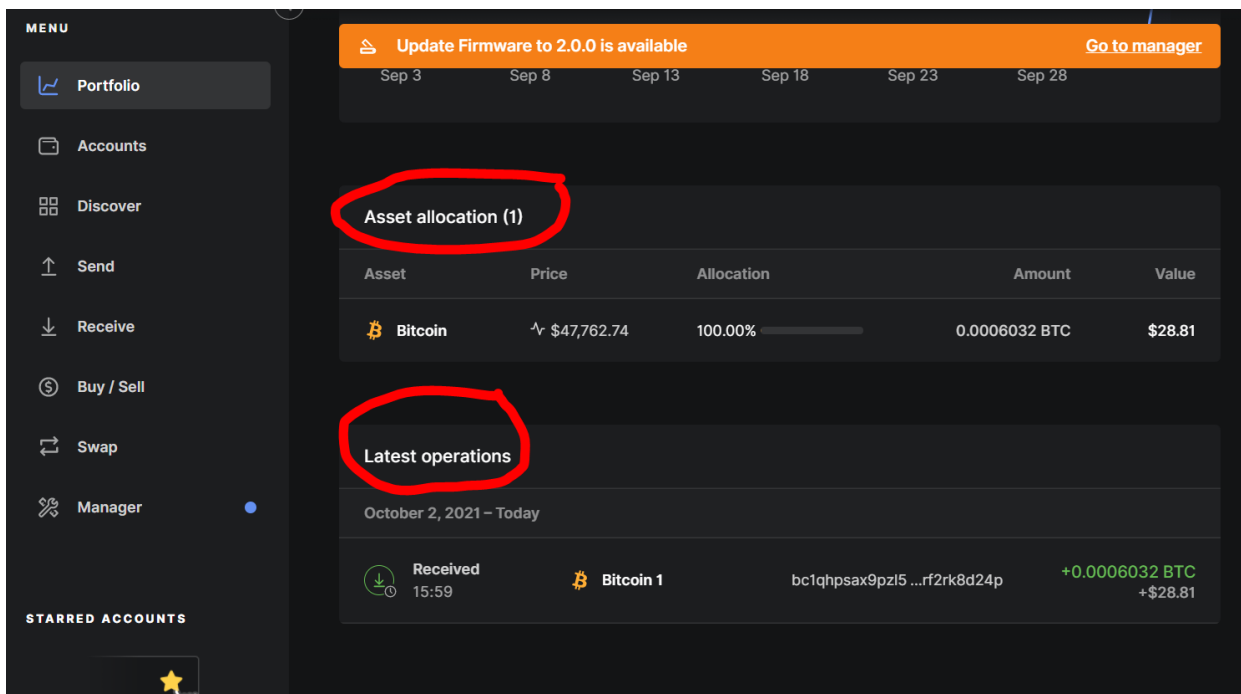 MENU
Portfolio
Accounts
Discover
Send
Receive
Buy / Sell
Swap
Manager
STARRED ACCOUNTS
Update Firmware to 2.0.0 is available Go to manager
Sep 3 Sep 8 Sep 13 Sep 18 Sep 23 Sep 28
Asset allocation (1)
Asset Price Allocation Amount Value
Bitcoin $47,762.74 100.00% 0.0006032 BTC $28.81
Latest operations
October 2, 2021 – Today
Received Bitcoin 1 bc1qhpsax9pzl5 ...rf2rk8d24p +0.0006032 BTC
15:59 +$28.81